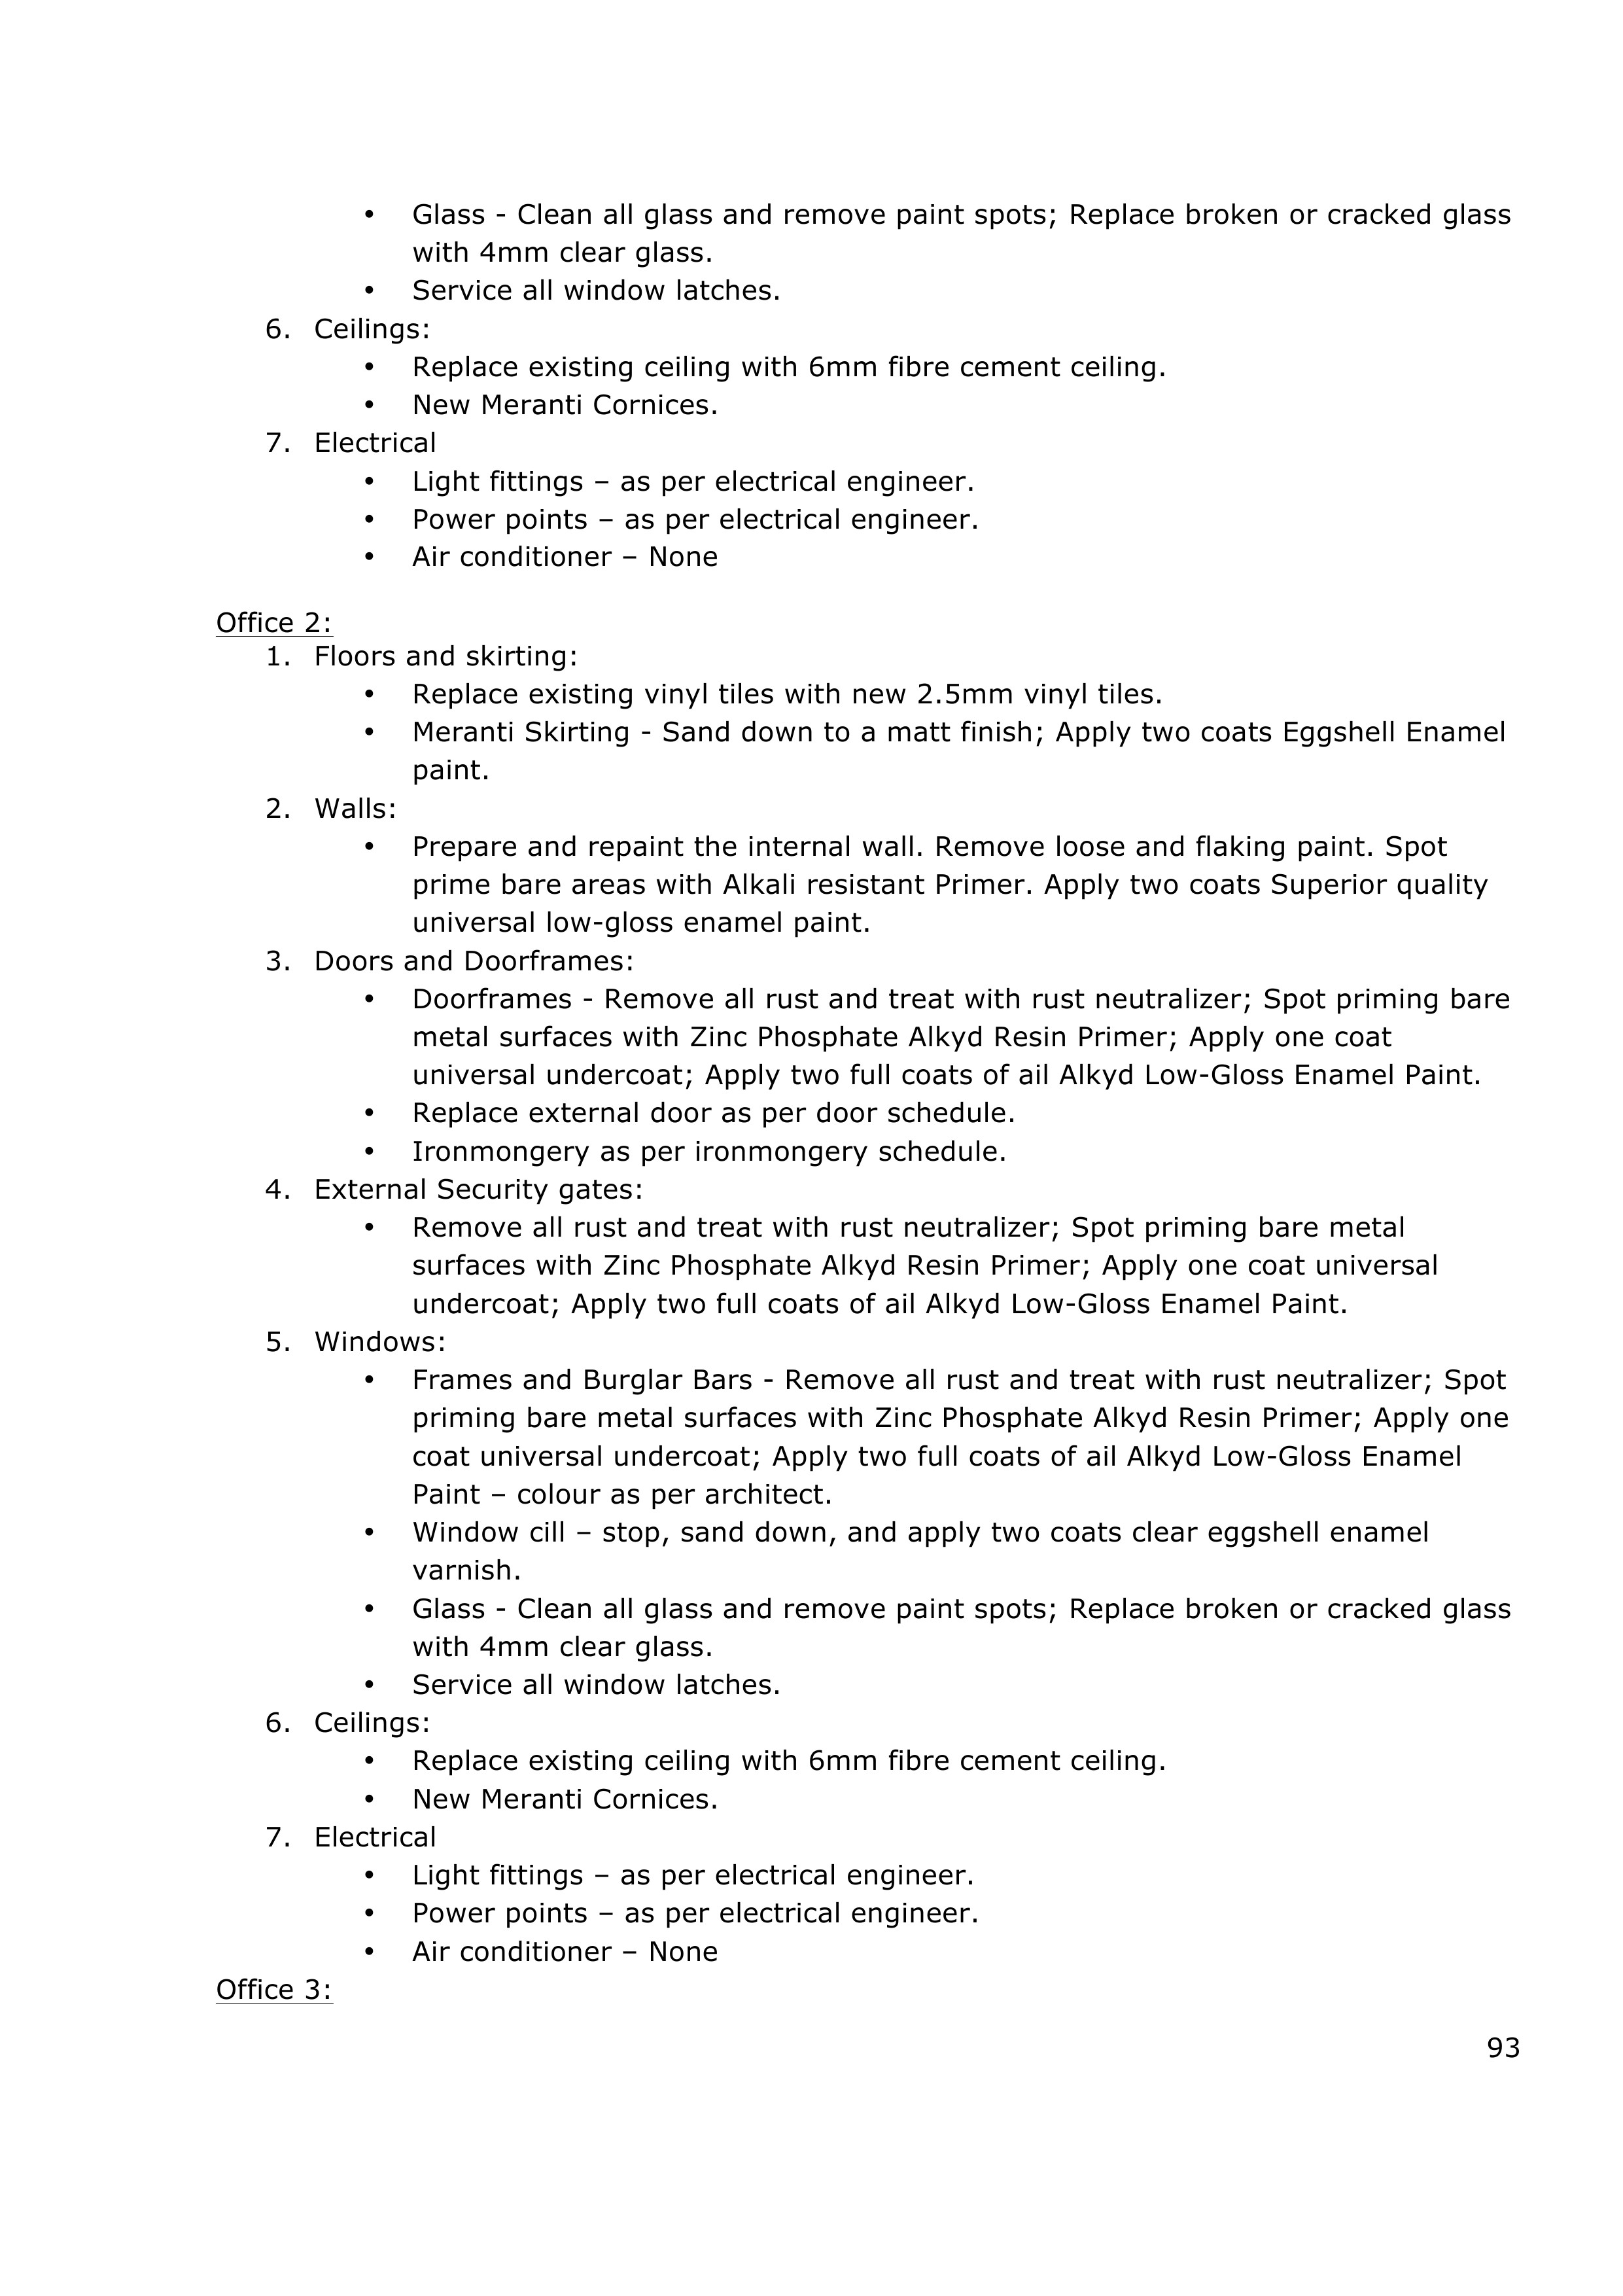 • Glass - Clean all glass and remove paint spots; Replace broken or cracked glass
with 4mm clear glass.
• Service all window latches.
6. Ceilings:
• Replace existing ceiling with 6mm fibre cement ceiling.
• New Meranti Cornices.
7. Electrical
• Light fittings – as per electrical engineer.
• Power points – as per electrical engineer.
• Air conditioner – None
Office 2:
1. Floors and skirting:
• Replace existing vinyl tiles with new 2.5mm vinyl tiles.
• Meranti Skirting - Sand down to a matt finish; Apply two coats Eggshell Enamel
paint.
2. Walls:
• Prepare and repaint the internal wall. Remove loose and flaking paint. Spot
prime bare areas with Alkali resistant Primer. Apply two coats Superior quality
universal low-gloss enamel paint.
3. Doors and Doorframes:
• Doorframes - Remove all rust and treat with rust neutralizer; Spot priming bare
metal surfaces with Zinc Phosphate Alkyd Resin Primer; Apply one coat
universal undercoat; Apply two full coats of ail Alkyd Low-Gloss Enamel Paint.
• Replace external door as per door schedule.
• Ironmongery as per ironmongery schedule.
4. External Security gates:
• Remove all rust and treat with rust neutralizer; Spot priming bare metal
surfaces with Zinc Phosphate Alkyd Resin Primer; Apply one coat universal
undercoat; Apply two full coats of ail Alkyd Low-Gloss Enamel Paint.
5. Windows:
• Frames and Burglar Bars - Remove all rust and treat with rust neutralizer; Spot
priming bare metal surfaces with Zinc Phosphate Alkyd Resin Primer; Apply one
coat universal undercoat; Apply two full coats of ail Alkyd Low-Gloss Enamel
Paint – colour as per architect.
• Window cill – stop, sand down, and apply two coats clear eggshell enamel
varnish.
• Glass - Clean all glass and remove paint spots; Replace broken or cracked glass
with 4mm clear glass.
• Service all window latches.
6. Ceilings:
• Replace existing ceiling with 6mm fibre cement ceiling.
• New Meranti Cornices.
7. Electrical
• Light fittings – as per electrical engineer.
• Power points – as per electrical engineer.
• Air conditioner – None
Office 3:
93